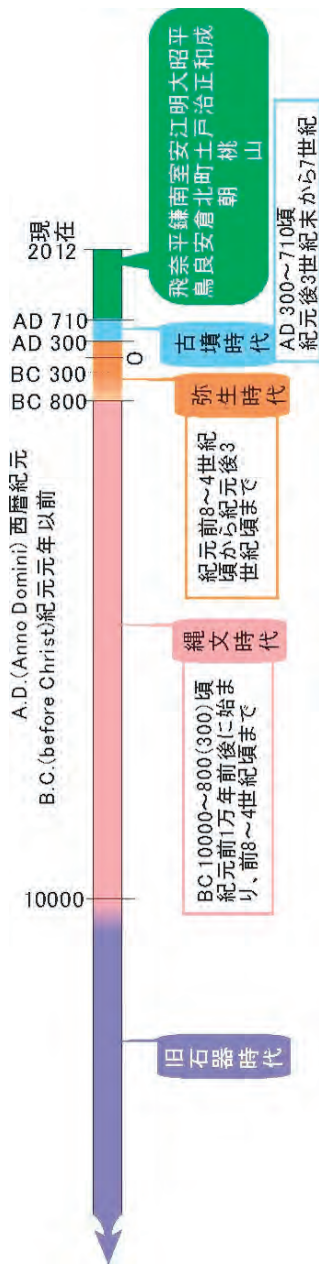 A.D.(Anno Domini) 西暦紀元
B.C.(before Christ)紀元元年以前
10000
BC 800
BC 300
0
AD 300
AD 710
2012
現在
旧石器時代
縄文時代
BC 10000~800(300)頃
紀元前1万年前後に始ま
り、前8~4世紀頃まで
弥生時代
紀元前8~4世紀
頃から紀元後3
世紀頃まで
古墳時代
AD 300~710頃
紀元後3世紀末から7世紀
飛鳥
奈良
平安
鎌倉
南北朝
室町
安土桃山
江戸
明治
大正
昭和
平成